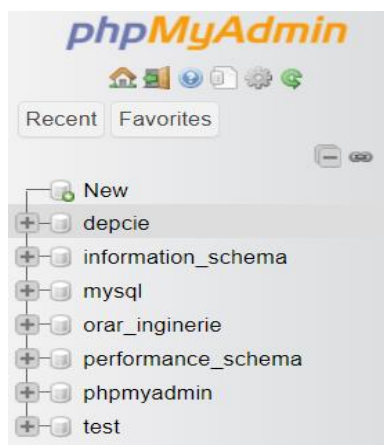 phpMyAdmin
Recent Favorites
New
depcie
information_schema
mysql
orar_inginerie
performance_schema
phpmyadmin
test